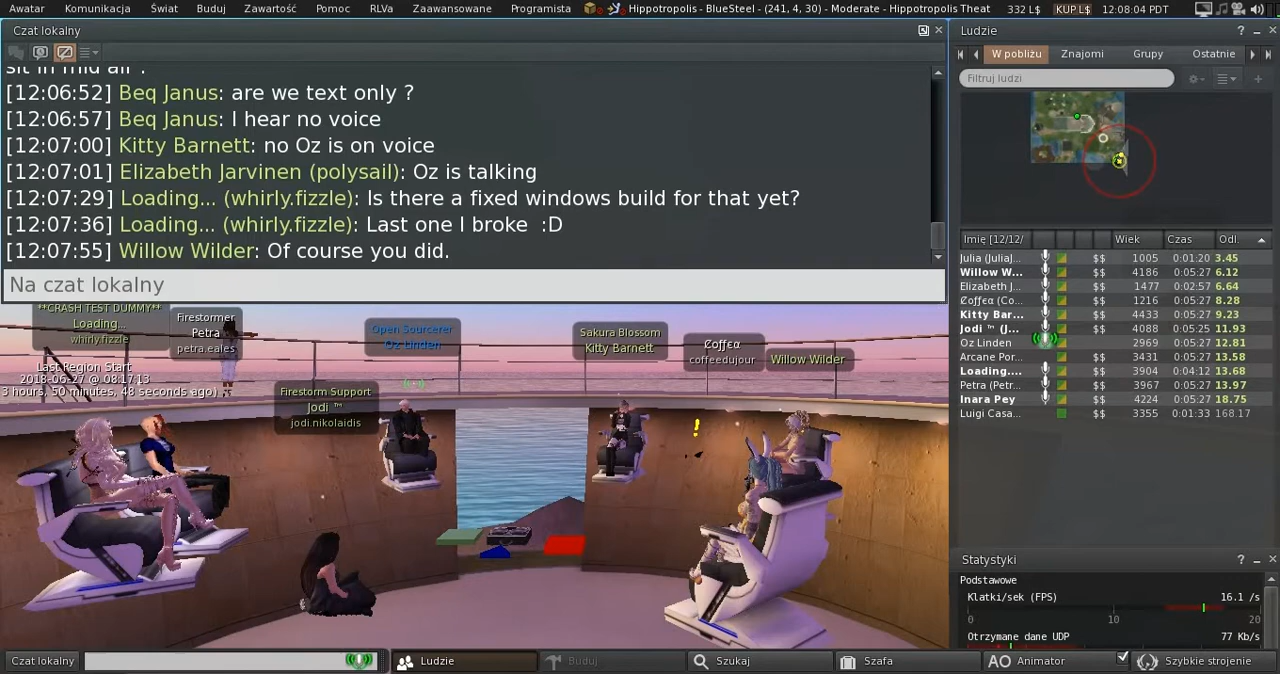 Awatar Komunikacja Świat Buduj Zawartość Pomoc RLVa Zaawansowane Programista Hippotropolis - BlueSteel - (241, 4, 30) - Moderate - Hippotropolis Theat 332 L$ KUP L$ 12:08:04 PDT
Czat lokalny
sit in mid air .
[12:06:52] Beq Janus: are we text only ?
[12:06:57] Beq Janus: I hear no voice
[12:07:00] Kitty Barnett: no Oz is on voice
[12:07:01] Elizabeth Jarvinen (polysail): Oz is talking
[12:07:29] Loading... (whirly.fizzle): Is there a fixed windows build for that yet?
[12:07:36] Loading... (whirly.fizzle): Last one I broke :D
[12:07:55] Willow Wilder: Of course you did.
Na czat lokalny
**CRASH TEST DUMMY**
Loading...
whirly.fizzle
Firestormer
Petra
petra.eales
Open Sourcerer
Oz Linden
Sakura Blossom
Kitty Barnett
Coffεα
coffeedujour
Willow Wilder
Last Region Start
2018-06-27 @ 08:17:13
3 hours, 50 minutes, 48 seconds ago)
Firestorm Support
Jodi ™
jodi.nikolaidis
Ludzie
W pobliżu Znajomi Grupy Ostatnie
Filtruj ludzi
Imię [12/12/ Wiek Czas Odl.
Julia (JuliaJ... $$ 1005 0:01:20 3.45
Willow W... $$ 4186 0:05:27 6.12
Elizabeth J... $$ 1477 0:02:57 6.64
Ȼoffεα (Co... $$ 1216 0:05:27 8.28
Kitty Bar... $$ 4433 0:05:27 9.23
Jodi ™ (J... $$ 4088 0:05:25 11.93
Oz Linden 2969 0:05:27 12.81
Arcane Por... $$ 3431 0:05:27 13.58
Loading.... $$ 3904 0:04:12 13.68
Petra (Petr... $$ 3967 0:05:27 13.97
Inara Pey $$ 4224 0:05:27 18.75
Luigi Casa... $$ 3355 0:01:33 168.17
Statystyki
Podstawowe
Klatki/sek (FPS) 16.1 /s
0 10 20
Otrzymane dane UDP 77 Kb/s
Czat lokalny Ludzie Buduj Szukaj Szafa AO Animator Szybkie strojenie